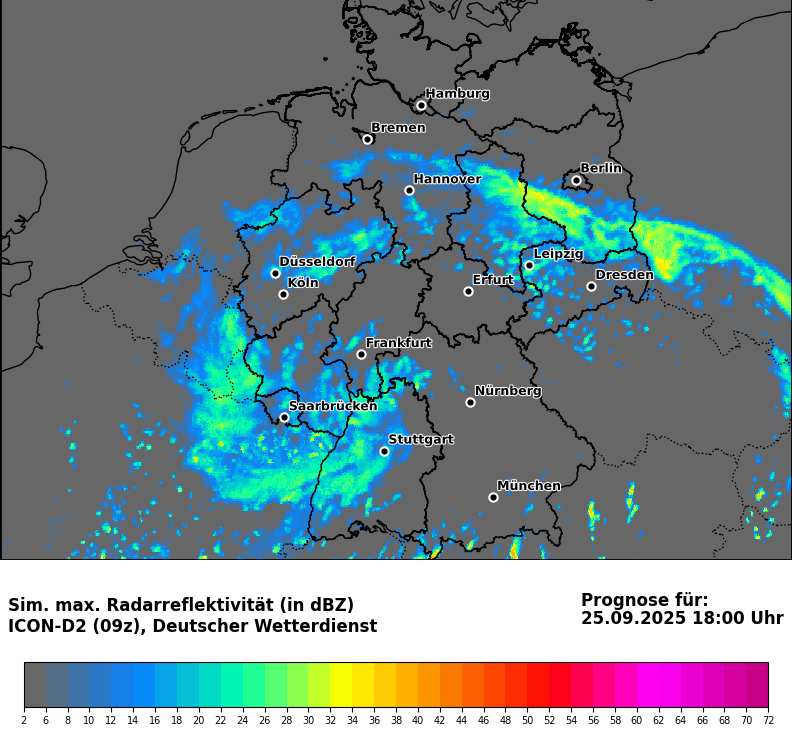 Hamburg
Bremen
Berlin
Hannover
Leipzig
Düsseldorf
Dresden
Köln
Erfurt
Frankfurt
Nürnberg
Saarbrücken
Stuttgart
München
Sim. max. Radarreflektivität (in dBZ)
ICON-D2 (09z), Deutscher Wetterdienst
Prognose für:
25.09.2025 18:00 Uhr
2 6 8 10 12 14 16 18 20 22 24 26 28 30 32 34 36 38 40 42 44 46 48 50 52 54 56 58 60 62 64 66 68 70 72